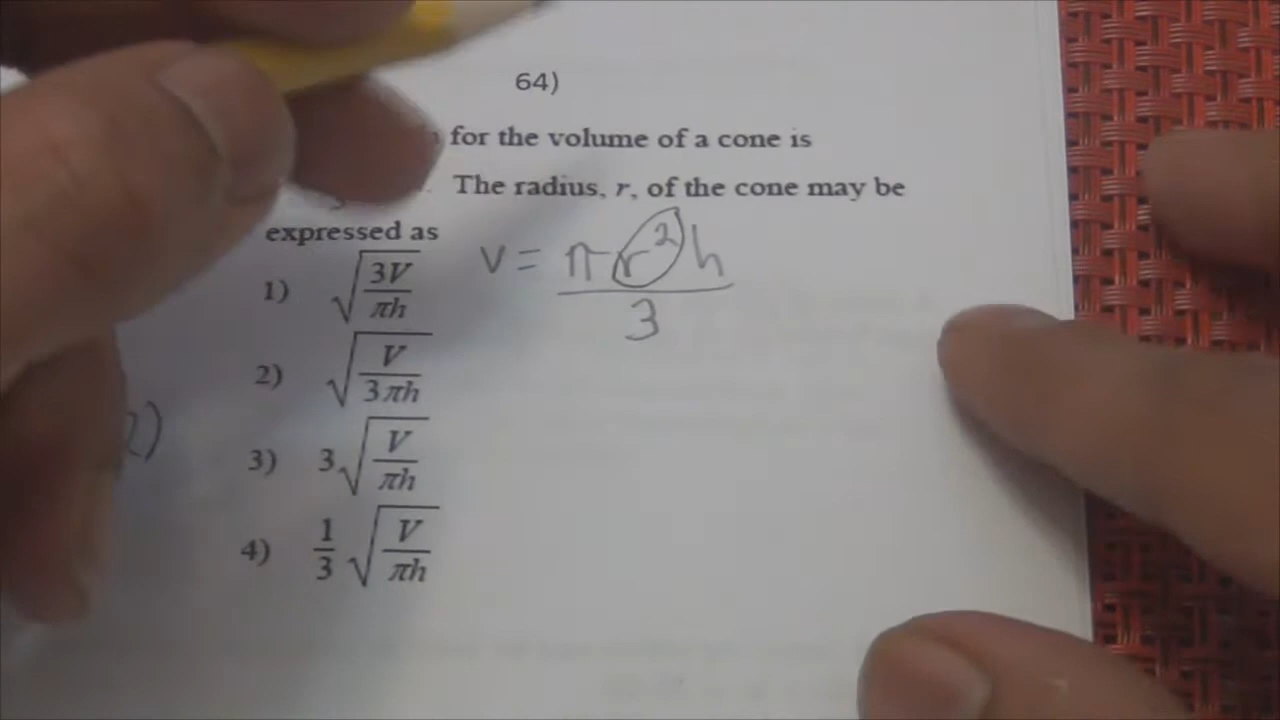 64)
for the volume of a cone is
The radius, r, of the cone may be
expressed as
V = πr²h / 3
1) √(3V/πh)
2) √(V/3πh)
3) 3√(V/πh)
4) 1/3 √(V/πh)